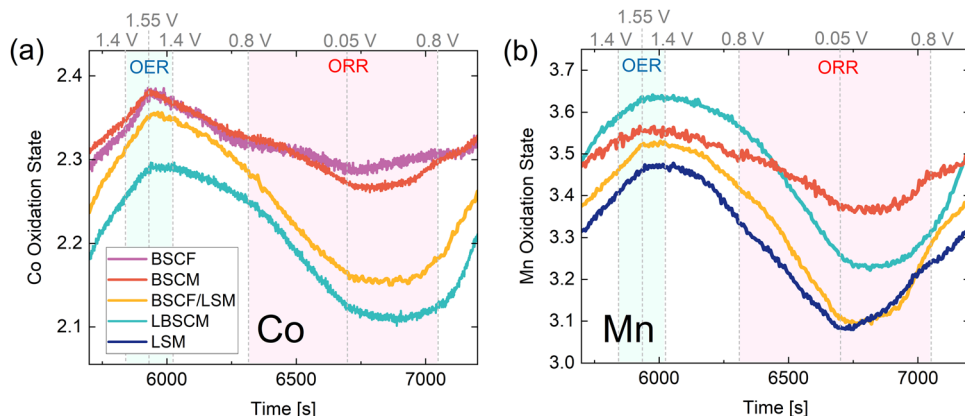 (a)
1.55 V
1.4 V
1.4 V
0.8 V
0.05 V
0.8 V
OER
ORR
Co Oxidation State
2.4
2.3
2.2
2.1
BSCF
BSCM
BSCF/LSM
LBSCM
LSM
Co
6000
6500
7000
Time [s]
(b)
1.55 V
1.4 V
1.4 V
0.8 V
0.05 V
0.8 V
OER
ORR
Mn Oxidation State
3.7
3.6
3.5
3.4
3.3
3.2
3.1
3.0
Mn
6000
6500
7000
Time [s]